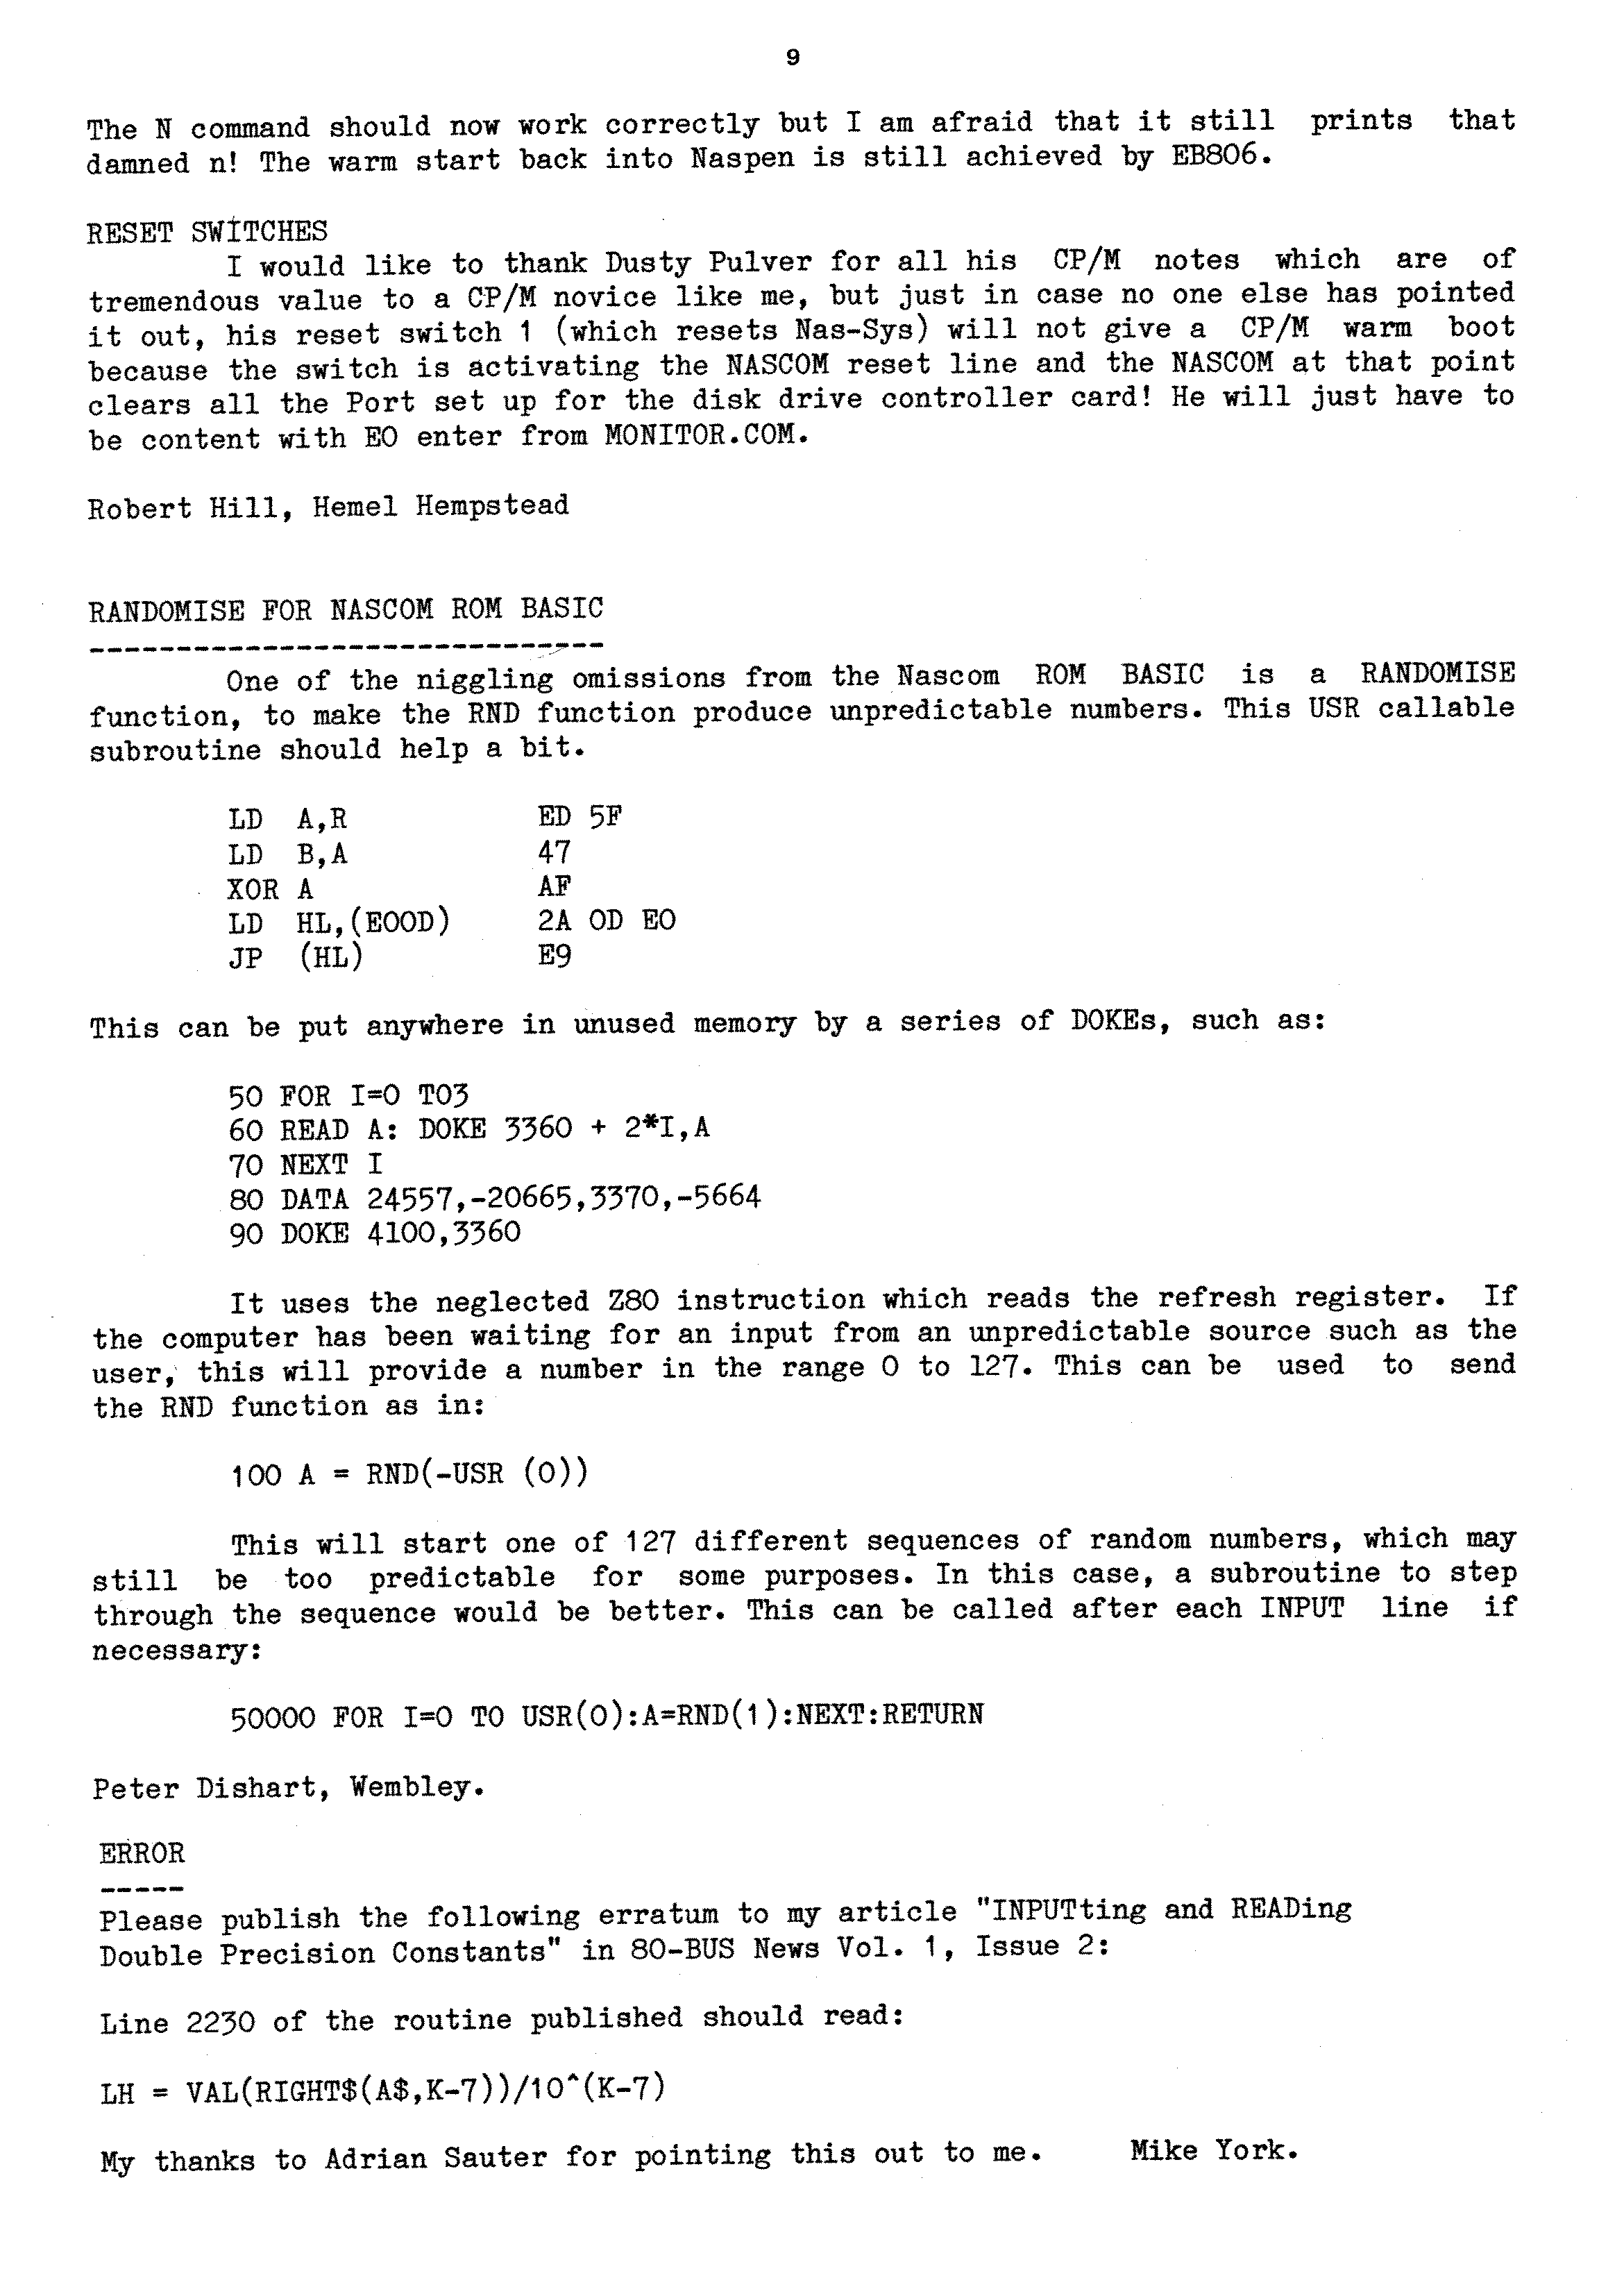 9
The N command should now work correctly but I am afraid that it still prints that
damned n! The warm start back into Naspen is still achieved by EB806.
RESET SWITCHES
I would like to thank Dusty Pulver for all his CP/M notes which are of
tremendous value to a CP/M novice like me, but just in case no one else has pointed
it out, his reset switch 1 (which resets Nas-Sys) will not give a CP/M warm boot
because the switch is activating the NASCOM reset line and the NASCOM at that point
clears all the Port set up for the disk drive controller card! He will just have to
be content with E0 enter from MONITOR.COM.
Robert Hill, Hemel Hempstead
RANDOMISE FOR NASCOM ROM BASIC
------------------------------
One of the niggling omissions from the Nascom ROM BASIC is a RANDOMISE
function, to make the RND function produce unpredictable numbers. This USR callable
subroutine should help a bit.
LD A,R ED 5F
LD B,A 47
XOR A AF
LD HL,(E00D) 2A 0D E0
JP (HL) E9
This can be put anywhere in unused memory by a series of DOKEs, such as:
50 FOR I=0 TO3
60 READ A: DOKE 3360 + 2*I,A
70 NEXT I
80 DATA 24557,-20665,3370,-5664
90 DOKE 4100,3360
It uses the neglected Z80 instruction which reads the refresh register. If
the computer has been waiting for an input from an unpredictable source such as the
user, this will provide a number in the range 0 to 127. This can be used to send
the RND function as in:
100 A = RND(-USR (0))
This will start one of 127 different sequences of random numbers, which may
still be too predictable for some purposes. In this case, a subroutine to step
through the sequence would be better. This can be called after each INPUT line if
necessary:
50000 FOR I=0 TO USR(0):A=RND(1):NEXT:RETURN
Peter Dishart, Wembley.
ERROR
-----
Please publish the following erratum to my article "INPUTting and READing
Double Precision Constants" in 80-BUS News Vol. 1, Issue 2:
Line 2230 of the routine published should read:
LH = VAL(RIGHT$(A$,K-7))/10^(K-7)
My thanks to Adrian Sauter for pointing this out to me. Mike York.